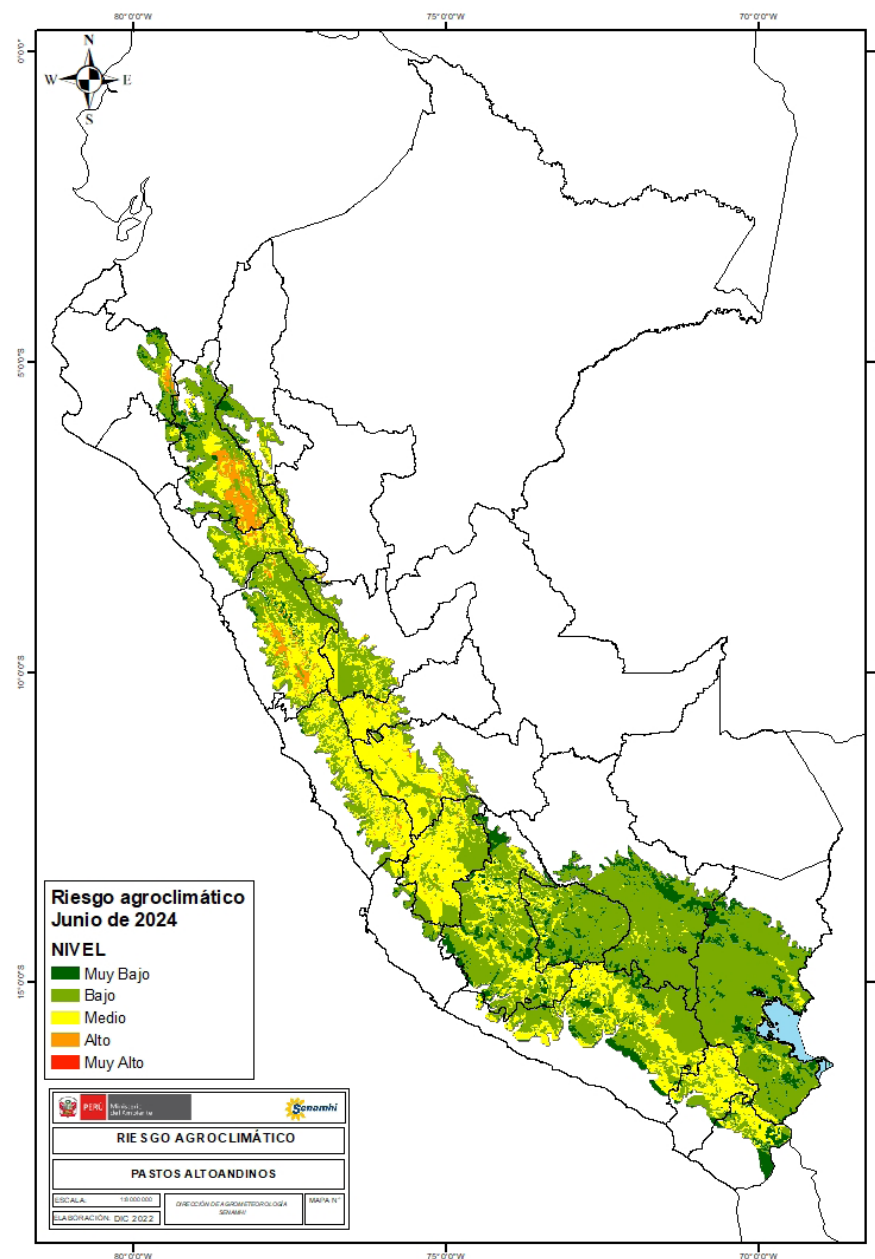 80°0'0"W
75°0'0"W
70°0'0"W
N
W
E
S
0°0'0"
5°0'0"S
10°0'0"S
15°0'0"S
Riesgo agroclimático
Junio de 2024
NIVEL
Muy Bajo
Bajo
Medio
Alto
Muy Alto
PERÚ
Ministerio
del Ambiente
Senamhi
RIESGO AGROCLIMÁTICO
PASTOS ALTOANDINOS
ESCALA:
DIRECCIÓN DE AGROMETEOROLOGÍA
SENAMHI
MAPA N°
ELABORACIÓN: DIC 2022
80°0'0"W
75°0'0"W
70°0'0"W